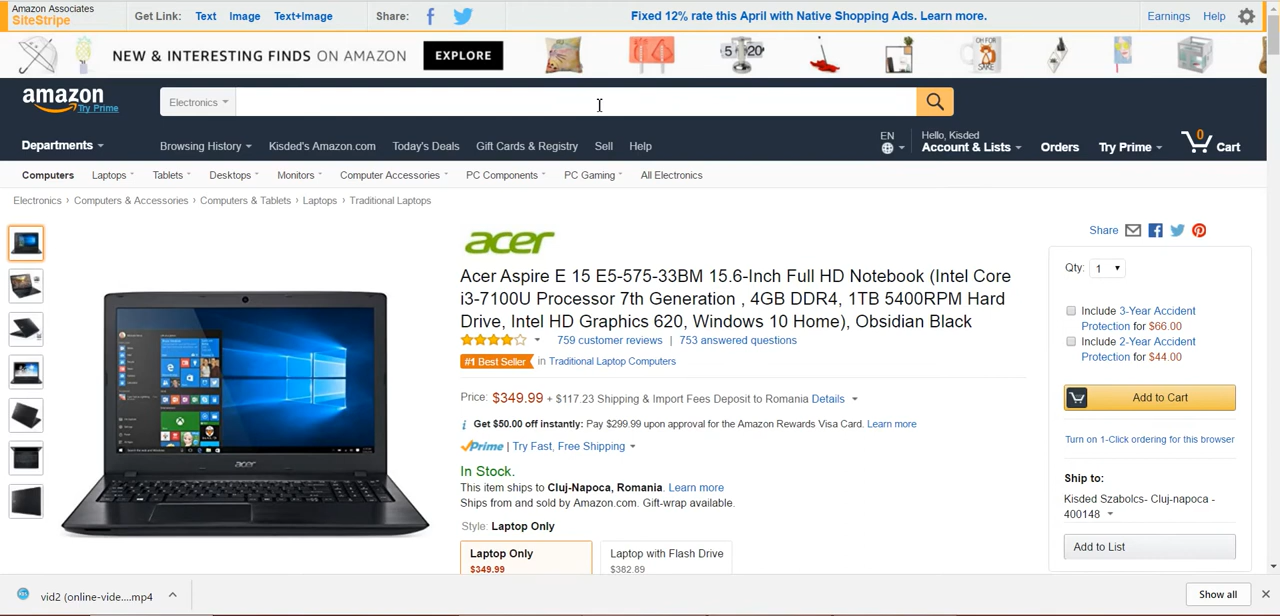 Amazon Associates
SiteStripe
Get Link: Text Image Text+Image
Share:
Fixed 12% rate this April with Native Shopping Ads. Learn more.
Earnings Help
NEW & INTERESTING FINDS ON AMAZON EXPLORE
5 20
OH FOR
SAKE
amazon
Try Prime
Electronics
Departments
Browsing History Kisded's Amazon.com Today's Deals Gift Cards & Registry Sell Help
EN
Hello, Kisded
Account & Lists
Orders
Try Prime
0
Cart
Computers Laptops Tablets Desktops Monitors Computer Accessories PC Components PC Gaming All Electronics
Electronics › Computers & Accessories › Computers & Tablets › Laptops › Traditional Laptops
acer
acer
Acer Aspire E 15 E5-575-33BM 15.6-Inch Full HD Notebook (Intel Core
i3-7100U Processor 7th Generation , 4GB DDR4, 1TB 5400RPM Hard
Drive, Intel HD Graphics 620, Windows 10 Home), Obsidian Black
759 customer reviews | 753 answered questions
#1 Best Seller in Traditional Laptop Computers
Price: $349.99 + $117.23 Shipping & Import Fees Deposit to Romania Details
Get $50.00 off instantly: Pay $299.99 upon approval for the Amazon Rewards Visa Card. Learn more
Prime | Try Fast, Free Shipping
In Stock.
This item ships to Cluj-Napoca, Romania. Learn more
Ships from and sold by Amazon.com. Gift-wrap available.
Style: Laptop Only
Laptop Only
$349.99
Laptop with Flash Drive
$382.89
Share
Qty: 1
Include 3-Year Accident
Protection for $66.00
Include 2-Year Accident
Protection for $44.00
Add to Cart
Turn on 1-Click ordering for this browser
Ship to:
Kisded Szabolcs- Cluj-napoca -
400148
Add to List
vid2 (online-vide....mp4
Show all